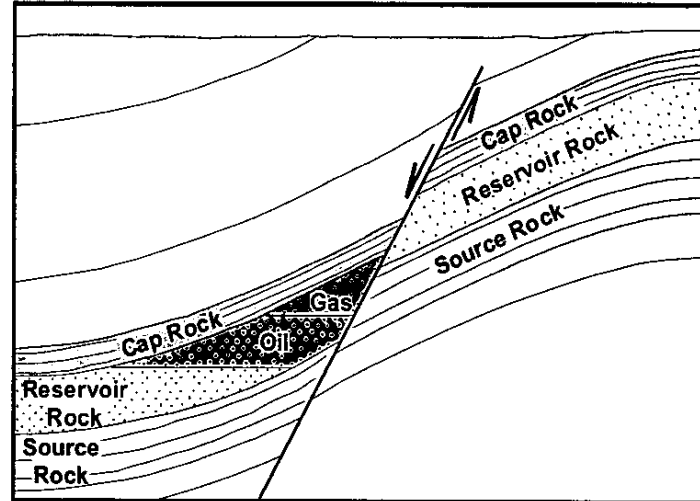 Cap Rock
Reservoir Rock
Source Rock
Gas
Cap Rock
Oil
Reservoir
Rock
Source
Rock